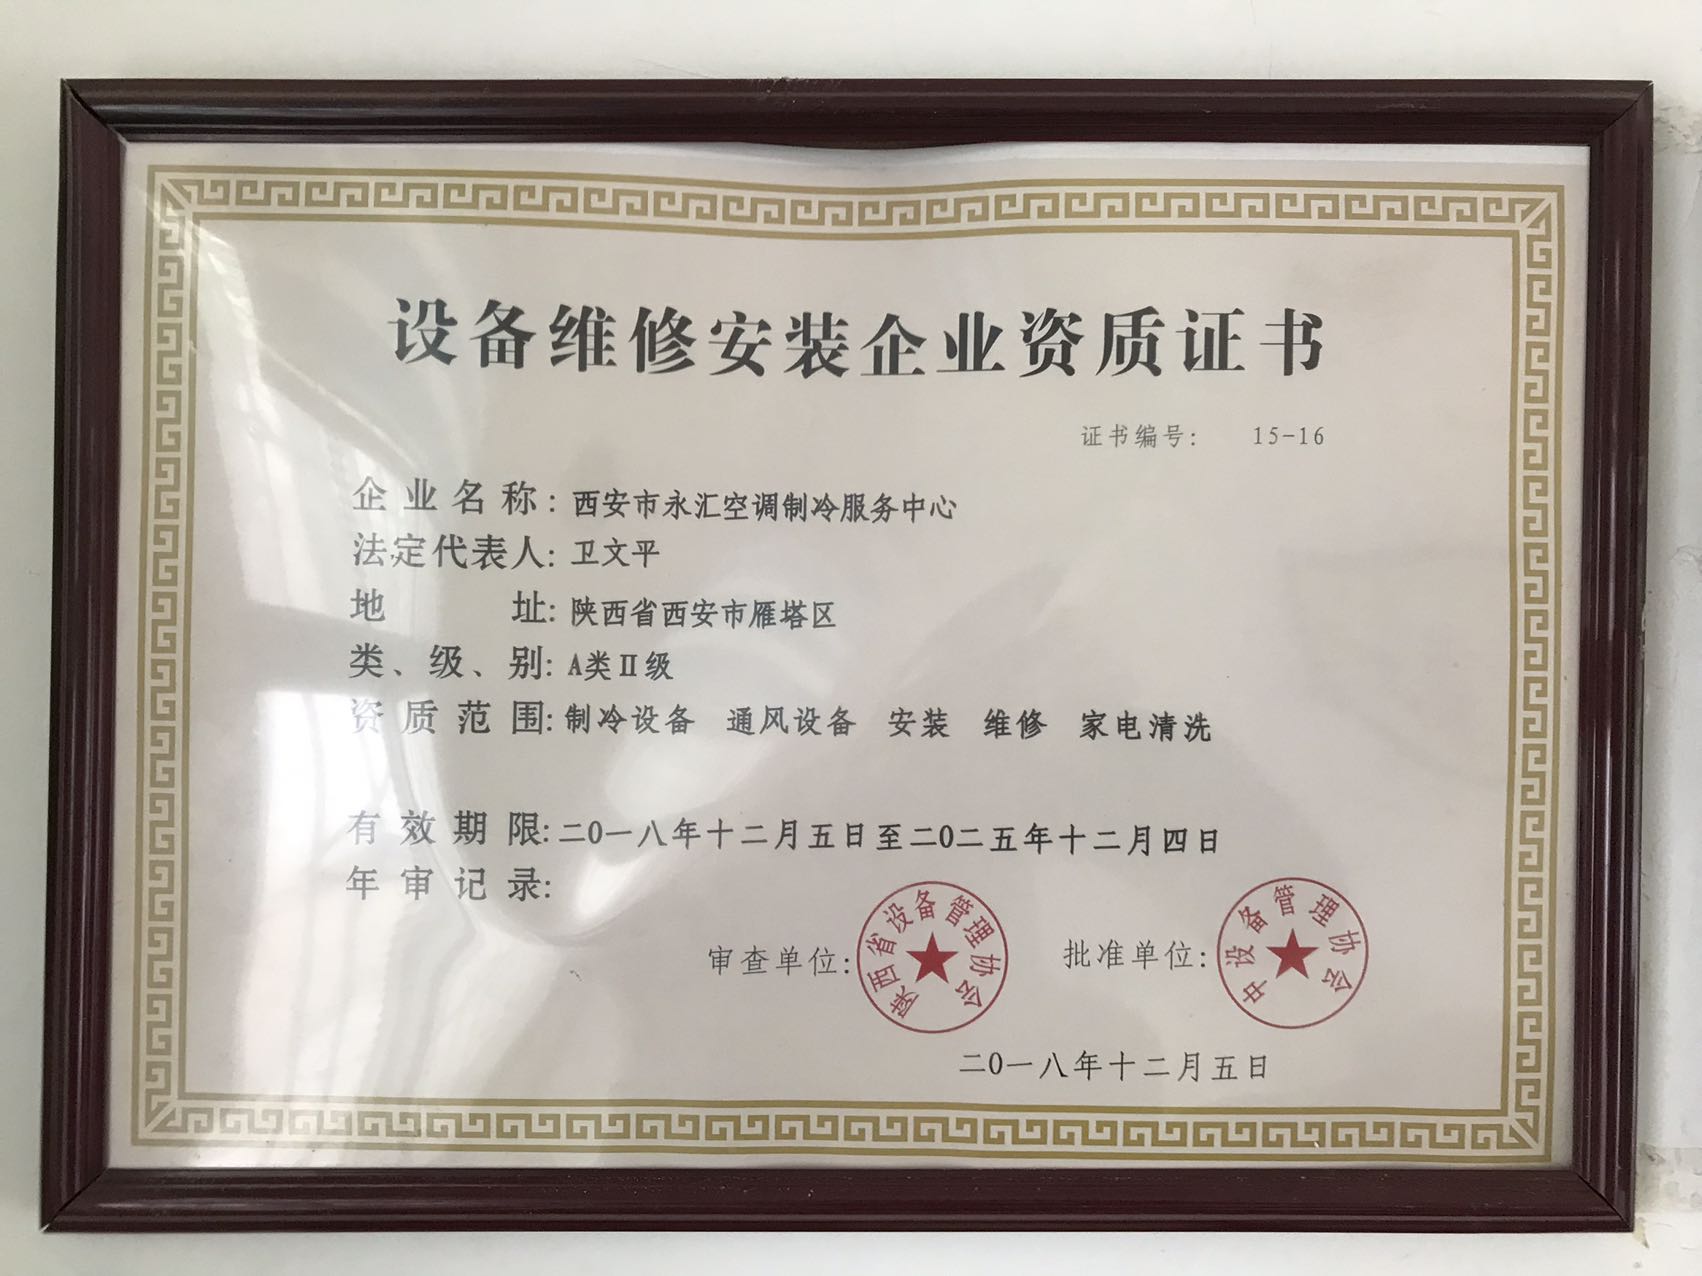 设备维修安装企业资质证书
证书编号: 15-16
企业名称: 西安市永汇空调制冷服务中心
法定代表人: 卫文平
地 址: 陕西省西安市雁塔区
类、级、别: A类Ⅱ级
资质范围: 制冷设备 通风设备 安装 维修 家电清洗
有效期限: 二0一八年十二月五日至二0二五年十二月四日
年审记录:
审查单位: 陕西省设备管理协会
批准单位: 中设备管理协会
二0一八年十二月五日